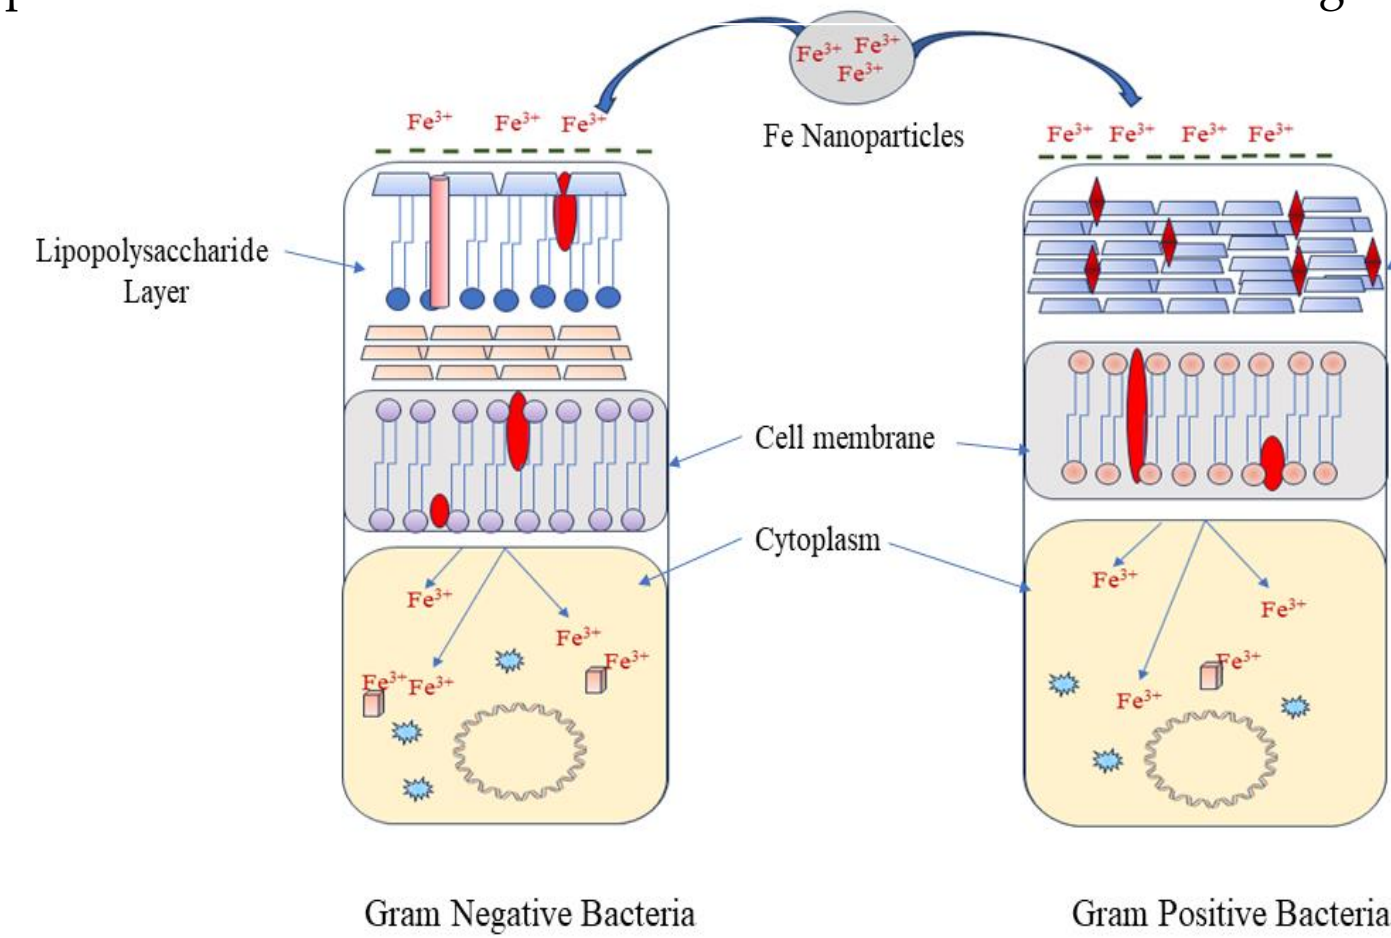 Fe³⁺ Fe³⁺
Fe³⁺
Fe Nanoparticles
Fe³⁺ Fe³⁺ Fe³⁺
Fe³⁺ Fe³⁺ Fe³⁺ Fe³⁺
Lipopolysaccharide
Layer
Cell membrane
Cytoplasm
Fe³⁺
Fe³⁺
Fe³⁺
Fe³⁺ Fe³⁺
Fe³⁺
Fe³⁺
Fe³⁺
Fe³⁺
Gram Negative Bacteria
Gram Positive Bacteria